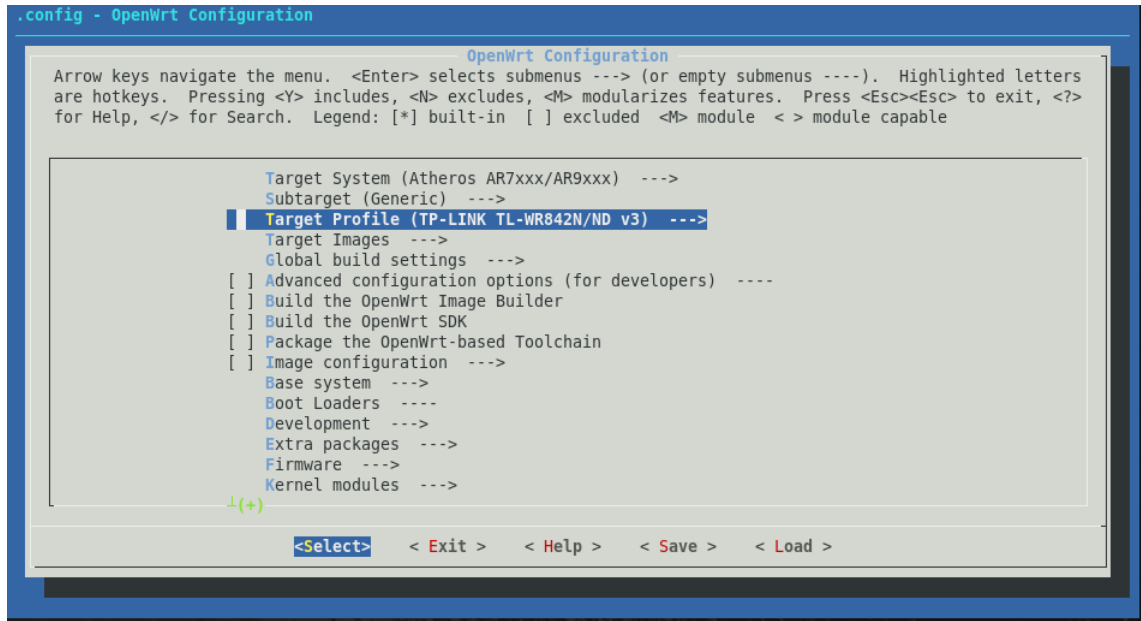 .config - OpenWrt Configuration
OpenWrt Configuration
Arrow keys navigate the menu.  <Enter> selects submenus ---> (or empty submenus ----).  Highlighted letters
are hotkeys.  Pressing <Y> includes, <N> excludes, <M> modularizes features.  Press <Esc><Esc> to exit, <?>
for Help, </> for Search.  Legend: [*] built-in  [ ] excluded  <M> module  < > module capable
Target System (Atheros AR7xxx/AR9xxx)  --->
Subtarget (Generic)  --->
Target Profile (TP-LINK TL-WR842N/ND v3)  --->
Target Images  --->
Global build settings  --->
[ ] Advanced configuration options (for developers)  ----
[ ] Build the OpenWrt Image Builder
[ ] Build the OpenWrt SDK
[ ] Package the OpenWrt-based Toolchain
[ ] Image configuration  --->
Base system  --->
Boot Loaders  ----
Development  --->
Extra packages  --->
Firmware  --->
Kernel modules  --->
┴(+)
<Select>    < Exit >    < Help >    < Save >    < Load >